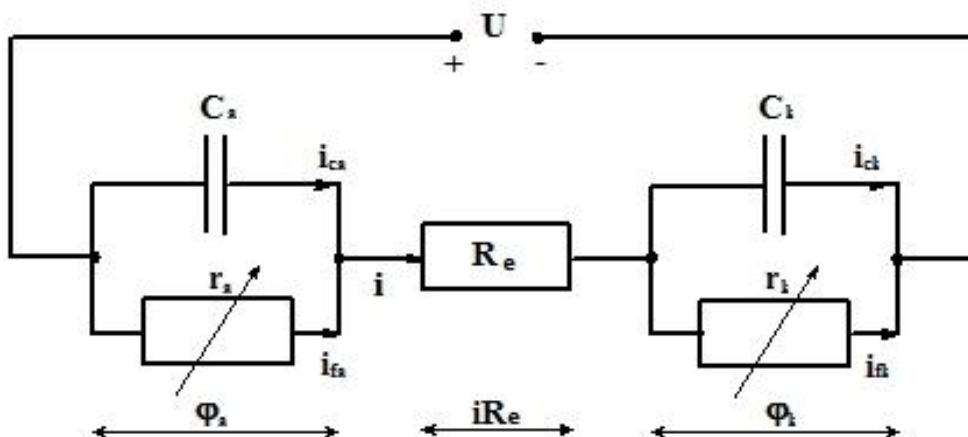 U
+ -
Cₐ Cₖ
i꜀ₐ i꜀ₖ
rₐ i Rₑ rₖ
i_fa i_fk
φₐ iRₑ φₖ